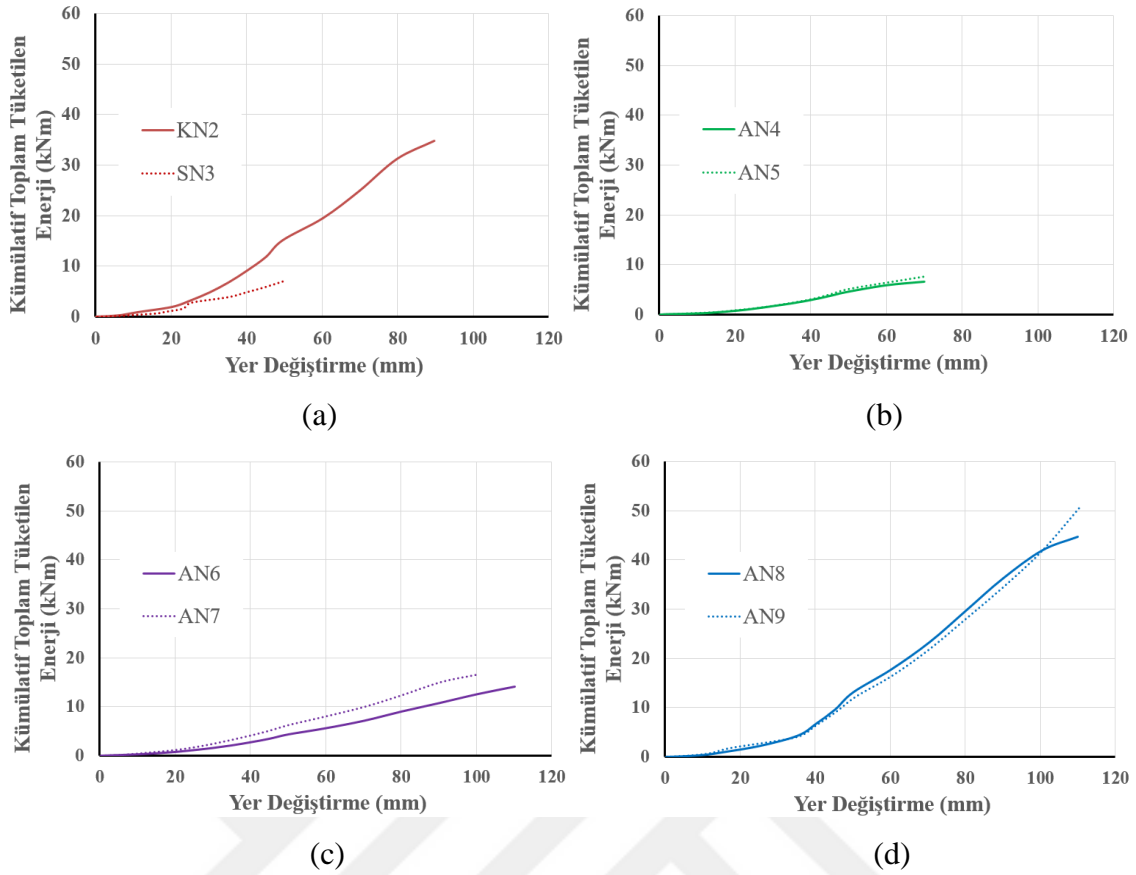 Kümülatif Toplam Tüketilen
Enerji (kNm)
60
50
40
30
20
10
0
KN2
SN3
0 20 40 60 80 100 120
Yer Değiştirme (mm)
(a)
Kümülatif Toplam Tüketilen
Enerji (kNm)
60
50
40
30
20
10
0
AN4
AN5
0 20 40 60 80 100 120
Yer Değiştirme (mm)
(b)
Kümülatif Toplam Tüketilen
Enerji (kNm)
60
50
40
30
20
10
0
AN6
AN7
0 20 40 60 80 100 120
Yer Değiştirme (mm)
(c)
Kümülatif Toplam Tüketilen
Enerji (kNm)
60
50
40
30
20
10
0
AN8
AN9
0 20 40 60 80 100 120
Yer Değiştirme (mm)
(d)